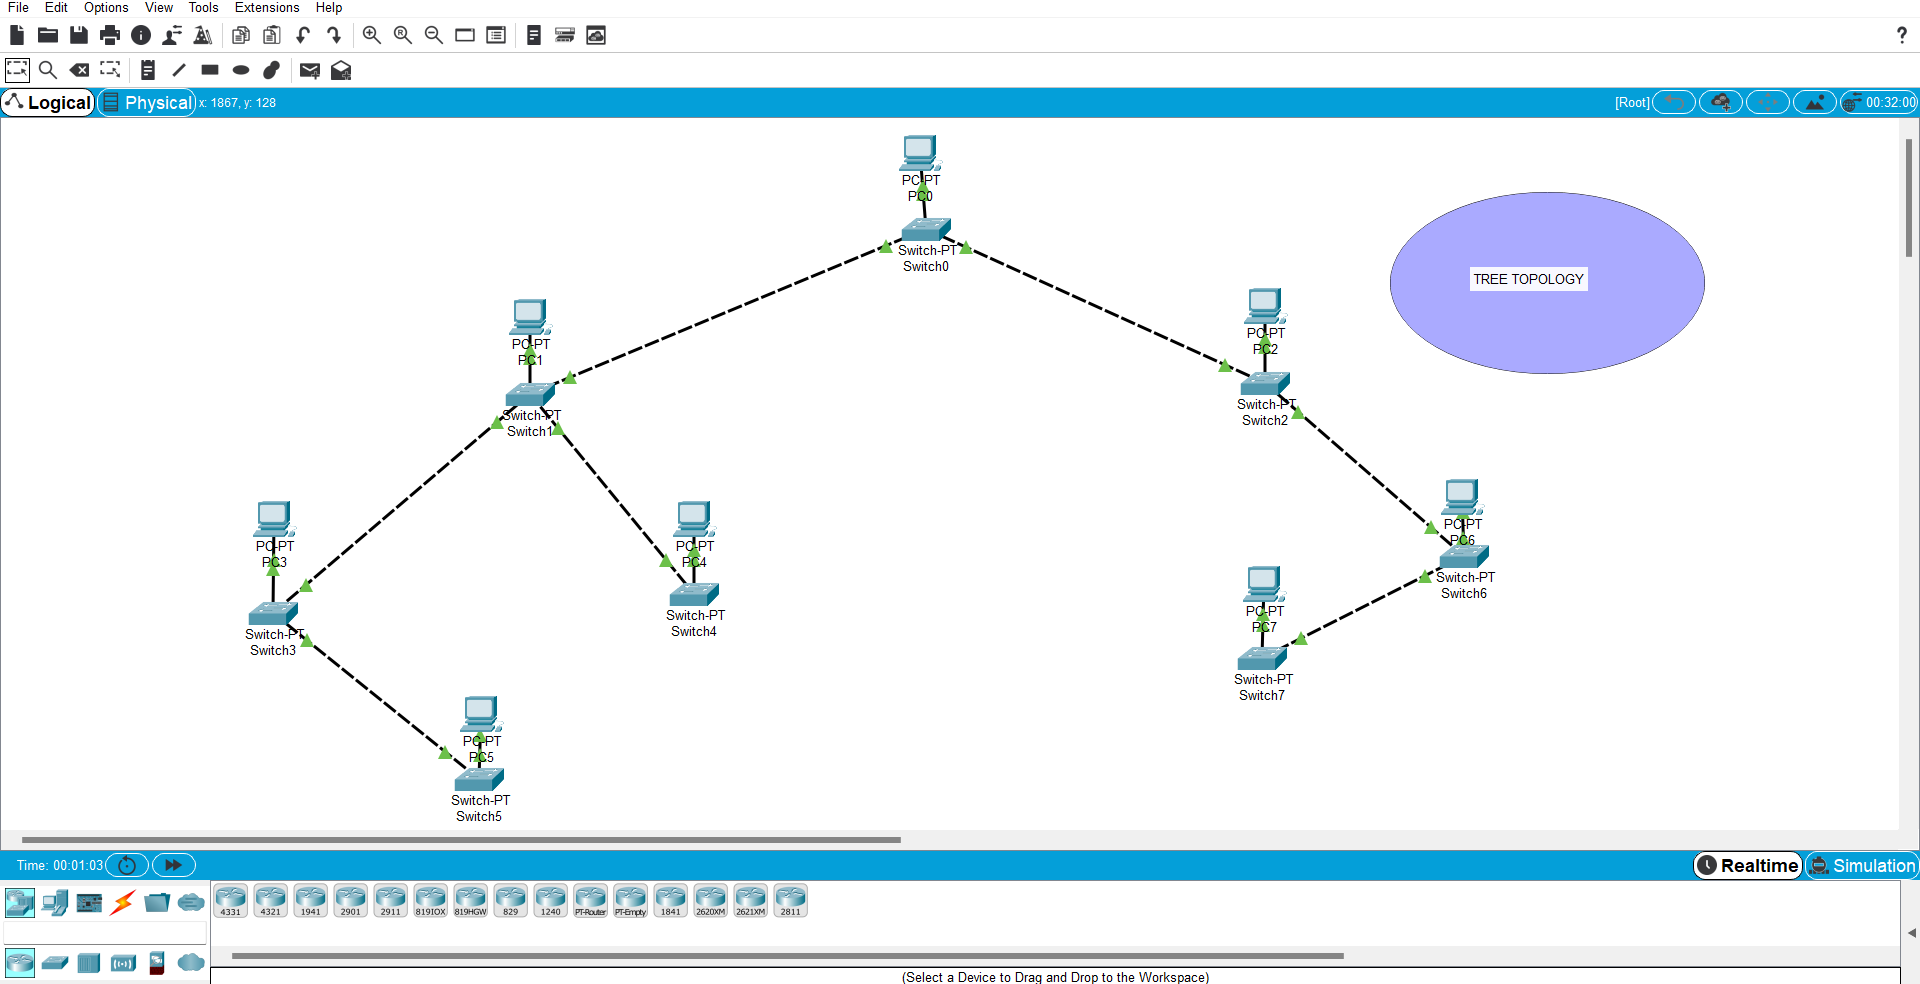 File Edit Options View Tools Extensions Help
?
Logical Physical x: 1867, y: 128 [Root] 00:32:00
PC-PT
PC0
Switch-PT
Switch0
TREE TOPOLOGY
PC-PT
PC1
Switch-PT
Switch1
PC-PT
PC2
Switch-PT
Switch2
PC-PT
PC3
Switch-PT
Switch3
PC-PT
PC4
Switch-PT
Switch4
PC-PT
PC6
Switch-PT
Switch6
PC-PT
PC7
Switch-PT
Switch7
PC-PT
PC5
Switch-PT
Switch5
Time: 00:01:03 Realtime Simulation
4331 4321 1941 2901 2911 819IOX 819HGW 829 1240 PT-Router PT-Empty 1841 2620XM 2621XM 2811
(Select a Device to Drag and Drop to the Workspace)